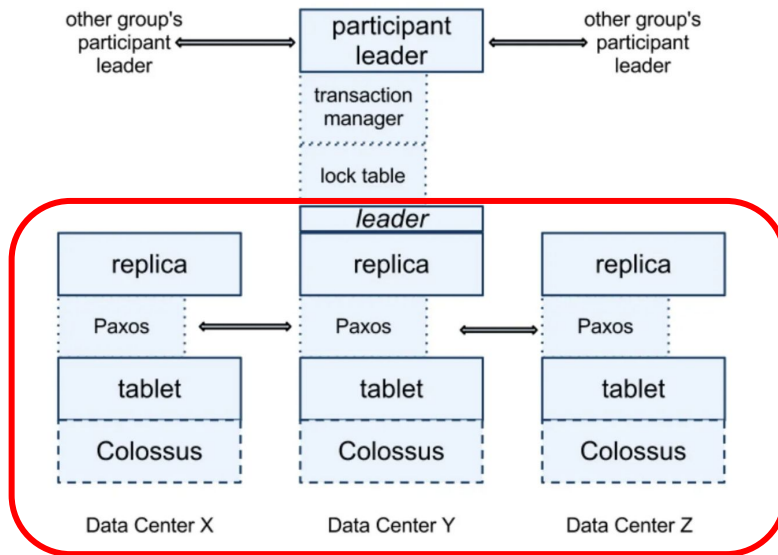 other group's
participant
leader
participant
leader
other group's
participant
leader
transaction
manager
lock table
leader
replica
replica
replica
Paxos
Paxos
Paxos
tablet
tablet
tablet
Colossus
Colossus
Colossus
Data Center X
Data Center Y
Data Center Z